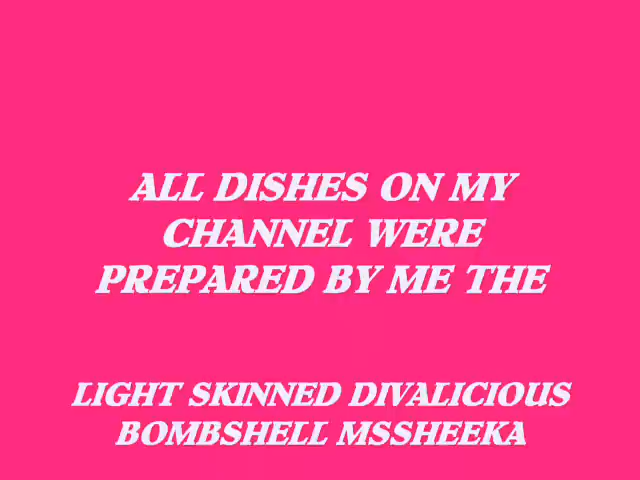 ALL DISHES ON MY
CHANNEL WERE
PREPARED BY ME THE
LIGHT SKINNED DIVALICIOUS
BOMBSHELL MSSHEEKA